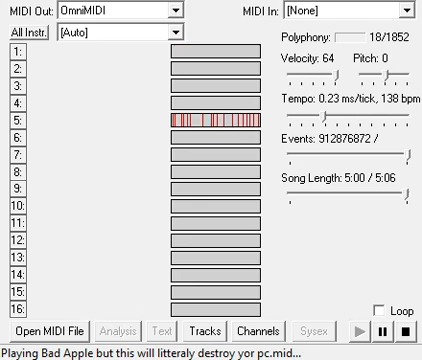 MIDI Out: OmniMIDI MIDI In: [None]
All Instr. [Auto]
Polyphony: 18/1852
Velocity: 64 Pitch: 0
Tempo: 0.23 ms/tick, 138 bpm
Events: 912876872 /
Song Length: 5:00 / 5:06
1:
2:
3:
4:
5:
6:
7:
8:
9:
10:
11:
12:
13:
14:
15:
16:
Loop
Open MIDI File Analysis Text Tracks Channels Sysex
Playing Bad Apple but this will litteraly destroy yor pc.mid...